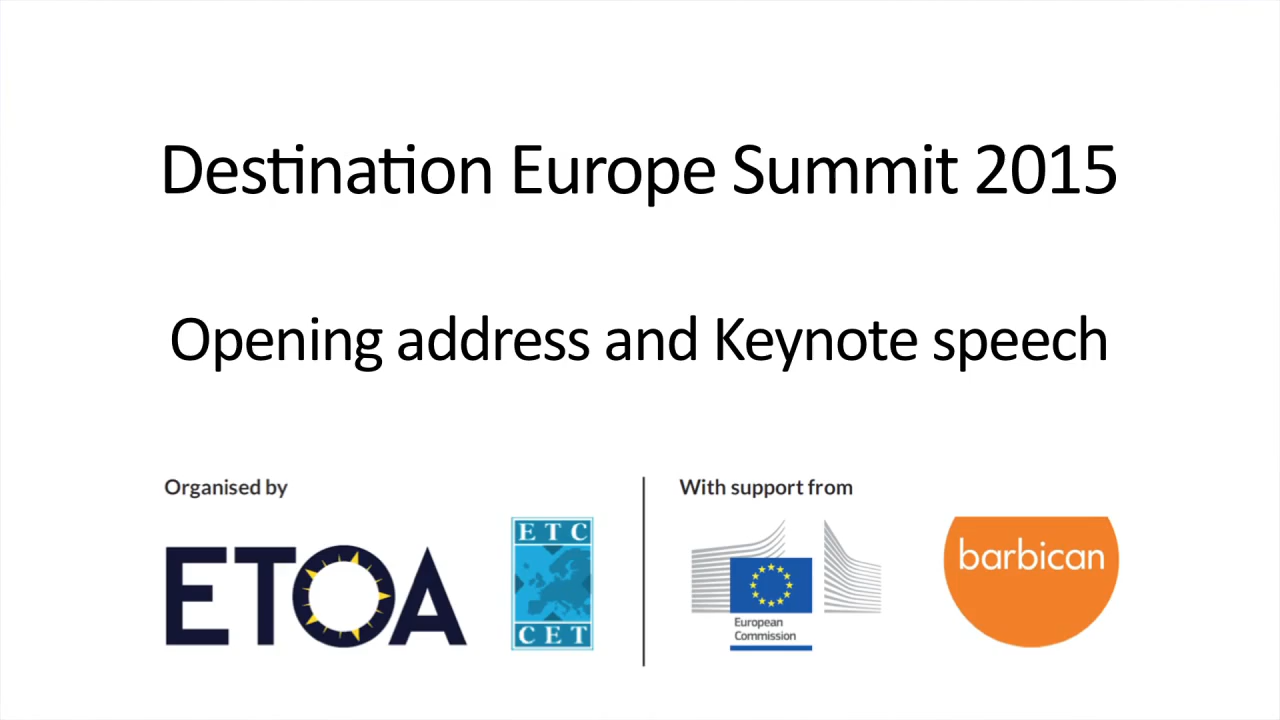 Destination Europe Summit 2015
Opening address and Keynote speech
Organised by
With support from
ETOA
ETC
CET
European
Commission
barbican